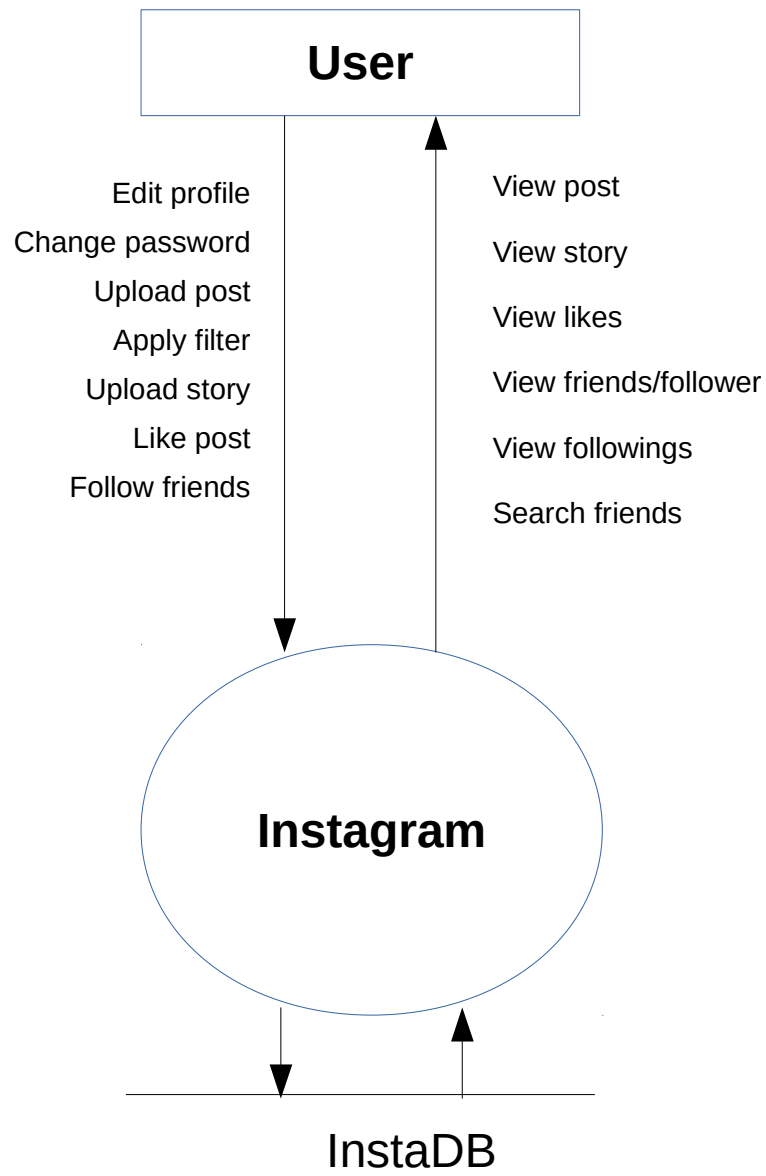 User
Edit profile
Change password
Upload post
Apply filter
Upload story
Like post
Follow friends
View post
View story
View likes
View friends/follower
View followings
Search friends
Instagram
InstaDB